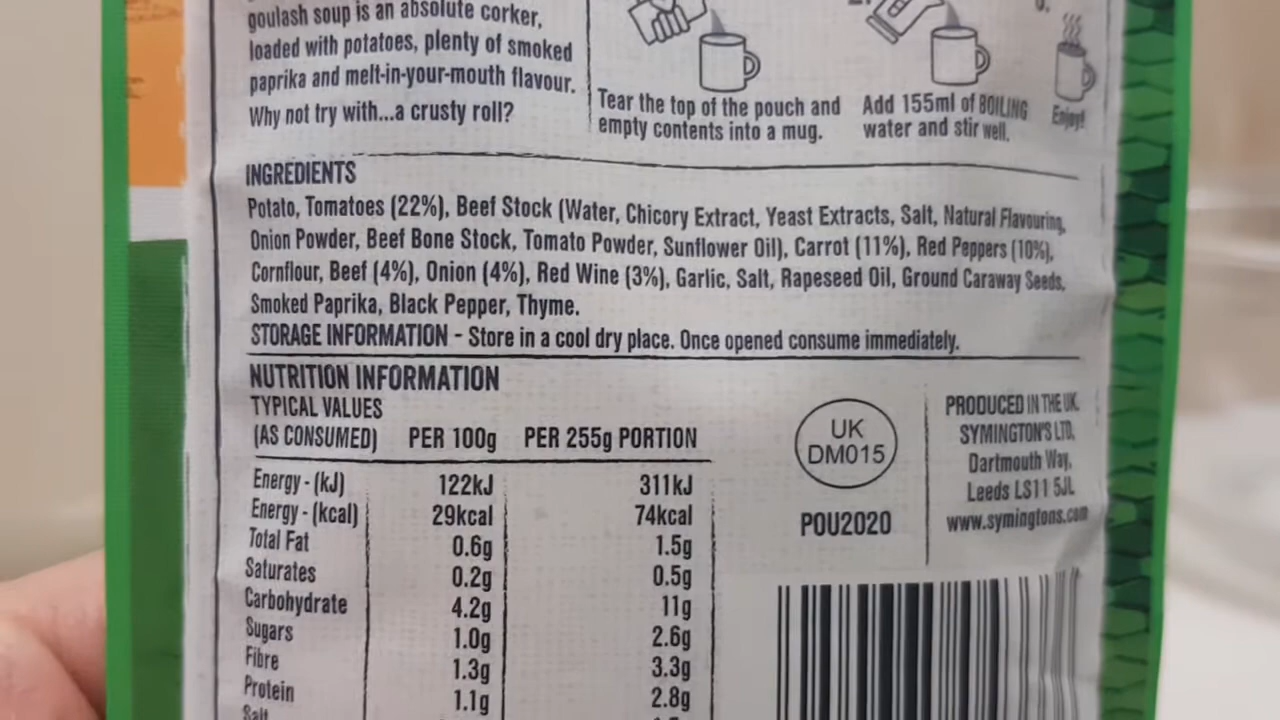 goulash soup is an absolute corker,
loaded with potatoes, plenty of smoked
paprika and melt-in-your-mouth flavour.
Why not try with...a crusty roll?
Tear the top of the pouch and
empty contents into a mug.
Add 155ml of BOILING
water and stir well.
Enjoy!
INGREDIENTS
Potato, Tomatoes (22%), Beef Stock (Water, Chicory Extract, Yeast Extracts, Salt, Natural Flavouring,
Onion Powder, Beef Bone Stock, Tomato Powder, Sunflower Oil), Carrot (11%), Red Peppers (10%),
Cornflour, Beef (4%), Onion (4%), Red Wine (3%), Garlic, Salt, Rapeseed Oil, Ground Caraway Seeds,
Smoked Paprika, Black Pepper, Thyme.
STORAGE INFORMATION - Store in a cool dry place. Once opened consume immediately.
NUTRITION INFORMATION
TYPICAL VALUES
(AS CONSUMED) PER 100g PER 255g PORTION
Energy - (kJ) 122kJ 311kJ
Energy - (kcal) 29kcal 74kcal
Total Fat 0.6g 1.5g
Saturates 0.2g 0.5g
Carbohydrate 4.2g 11g
Sugars 1.0g 2.6g
Fibre 1.3g 3.3g
Protein 1.1g 2.8g
Salt
UK
DM015
POU2020
PRODUCED IN THE UK.
SYMINGTON'S LTD,
Dartmouth Way,
Leeds LS11 5JL
www.symingtons.com